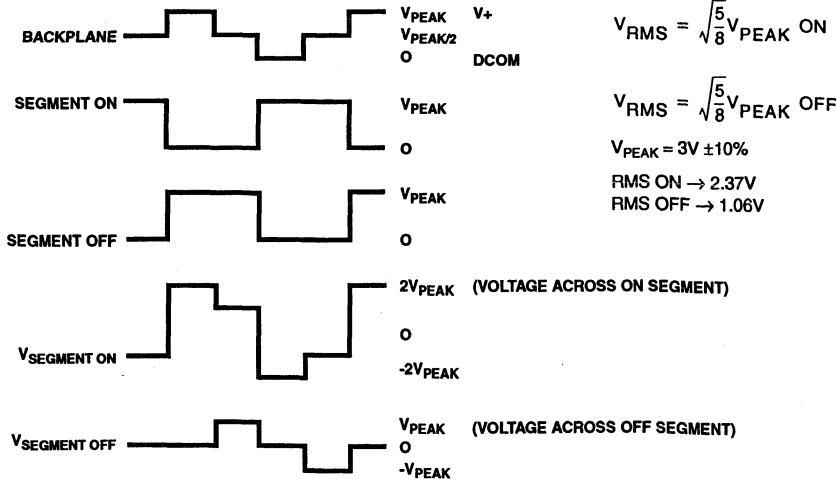 BACKPLANE
VPEAK V+
VPEAK/2
O DCOM
VRMS = √5/8 VPEAK ON
SEGMENT ON
VPEAK
O
VRMS = √5/8 VPEAK OFF
VPEAK = 3V ±10%
RMS ON → 2.37V
RMS OFF → 1.06V
SEGMENT OFF
VPEAK
O
VSEGMENT ON
2VPEAK (VOLTAGE ACROSS ON SEGMENT)
O
-2VPEAK
VSEGMENT OFF
VPEAK (VOLTAGE ACROSS OFF SEGMENT)
O
-VPEAK